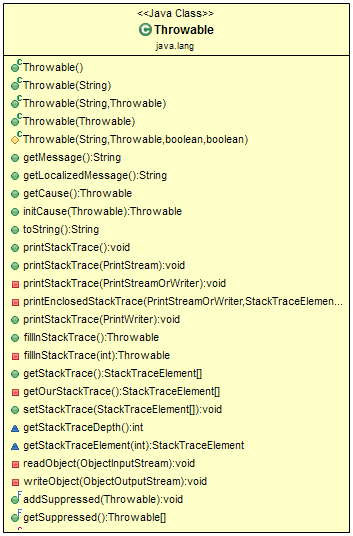 <<Java Class>>
C Throwable
java.lang
C Throwable()
C Throwable(String)
C Throwable(String,Throwable)
C Throwable(Throwable)
C Throwable(String,Throwable,boolean,boolean)
getMessage():String
getLocalizedMessage():String
getCause():Throwable
initCause(Throwable):Throwable
toString():String
printStackTrace():void
printStackTrace(PrintStream):void
printStackTrace(PrintStreamOrWriter):void
printEnclosedStackTrace(PrintStreamOrWriter,StackTraceElemen...
printStackTrace(PrintWriter):void
fillInStackTrace():Throwable
fillInStackTrace(int):Throwable
getStackTrace():StackTraceElement[]
getOurStackTrace():StackTraceElement[]
setStackTrace(StackTraceElement[]):void
getStackTraceDepth():int
getStackTraceElement(int):StackTraceElement
readObject(ObjectInputStream):void
writeObject(ObjectOutputStream):void
F addSuppressed(Throwable):void
F getSuppressed():Throwable[]